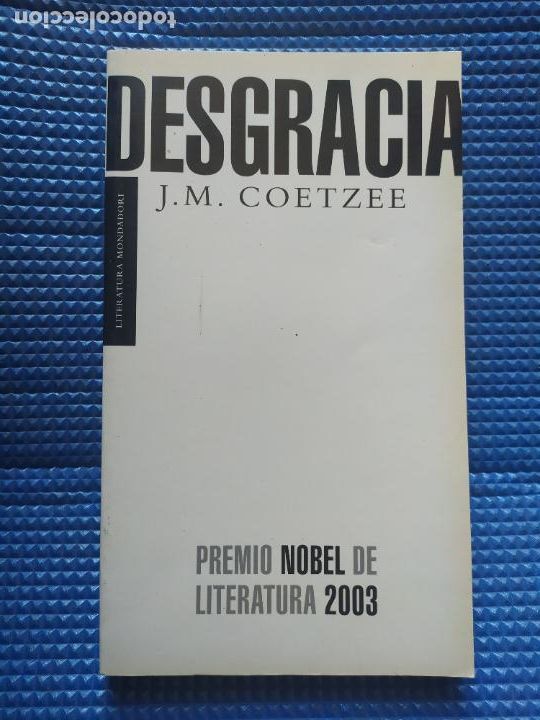 todocoleccion
DESGRACIA
J.M. COETZEE
LITERATURA MONDADORI
PREMIO NOBEL DE
LITERATURA 2003